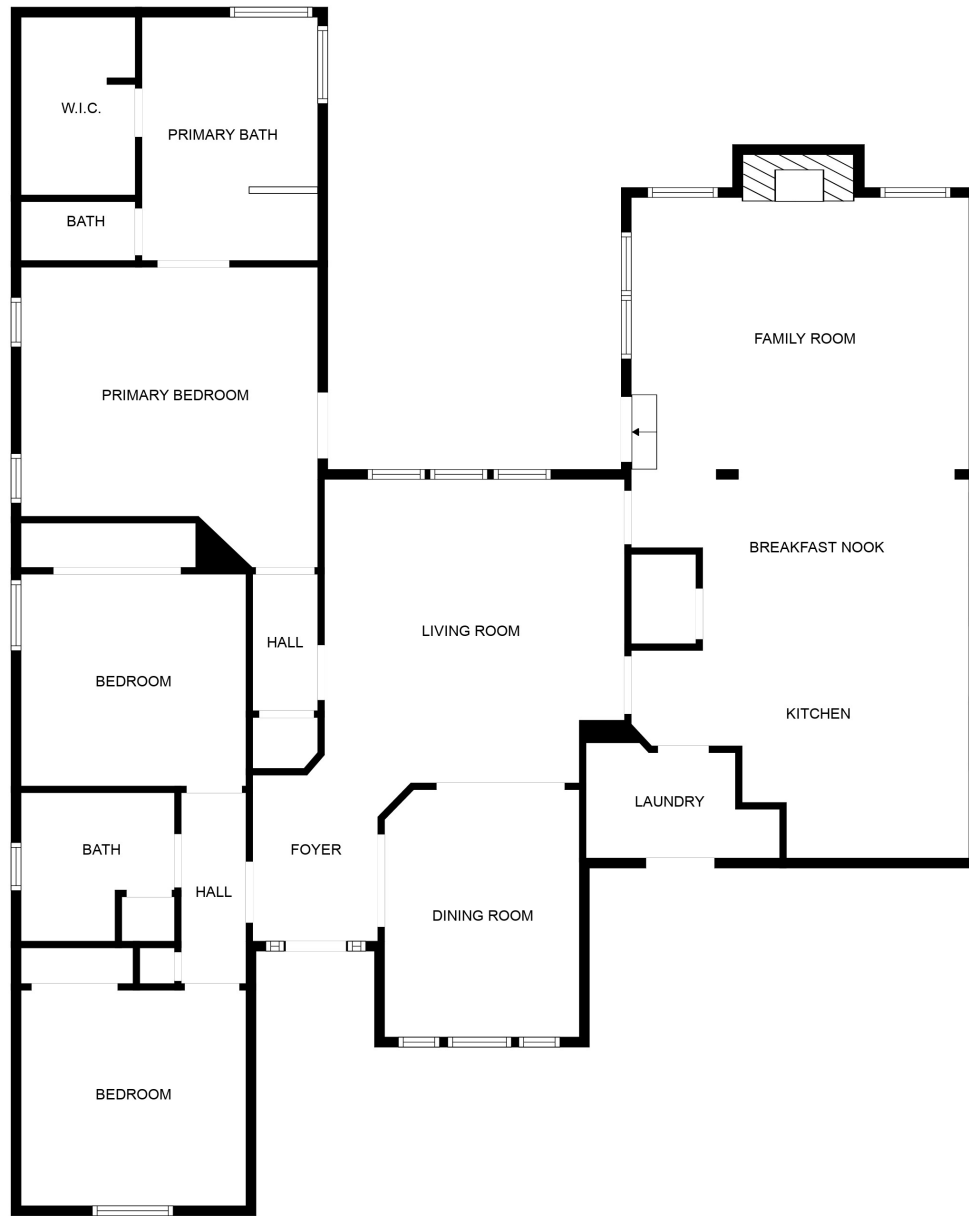 W.I.C.
PRIMARY BATH
BATH
FAMILY ROOM
PRIMARY BEDROOM
BREAKFAST NOOK
LIVING ROOM
HALL
BEDROOM
KITCHEN
LAUNDRY
BATH
FOYER
HALL
DINING ROOM
BEDROOM